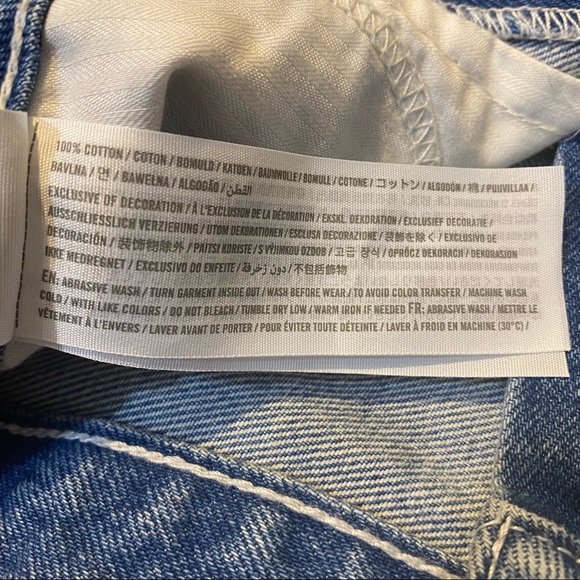 100% COTTON / COTON / BOMULD / KATOEN / BAUMWOLLE / BOMULL / COTONE / コットン / ALGODÓN / 棉 / PUUVILLAA /
BAVLNA / 면 / BAWEŁNA / ALGODÃO / القطن
EXCLUSIVE OF DECORATION / À L'EXCLUSION DE LA DÉCORATION / EKSKL. DEKORATION / EXCLUSIEF DECORATIE /
AUSSCHLIESSLICH VERZIERUNG / UTOM DEKORATIONEN / ESCLUSA DECORAZIONE / 装飾を除く / EXCLUSIVO DE
DECORACIÓN / 装饰物除外 / PAITSI KORISTE / S VÝJIMKOU OZDOB / 고급 장식 / OPRÓCZ DEKORACH / DEKORASJON
IKKE MEDREGNET / EXCLUSIVO DO ENFEITE / دون زخرفة / 不包括飾物
EN: ABRASIVE WASH / TURN GARMENT INSIDE OUT / WASH BEFORE WEAR / TO AVOID COLOR TRANSFER / MACHINE WASH
COLD / WITH LIKE COLORS / DO NOT BLEACH / TUMBLE DRY LOW / WARM IRON IF NEEDED FR: ABRASIVE WASH / METTRE LE
VÊTEMENT À L'ENVERS / LAVER AVANT DE PORTER / POUR ÉVITER TOUTE DÉTEINTE / LAVER À FROID EN MACHINE (30°C) /